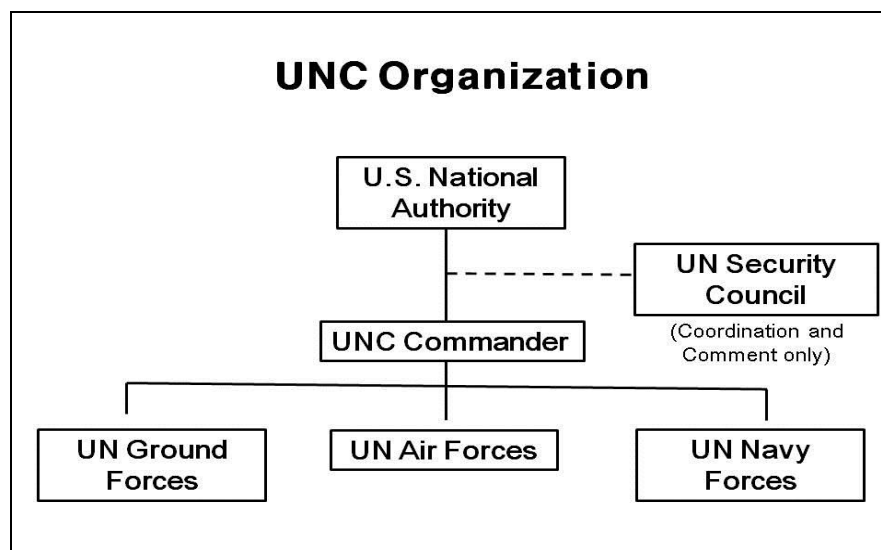 UNC Organization
U.S. National
Authority
UN Security
Council
(Coordination and
Comment only)
UNC Commander
UN Ground
Forces
UN Air Forces
UN Navy
Forces